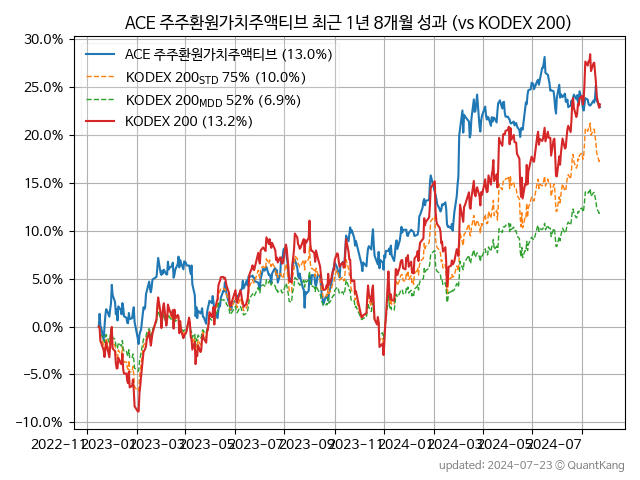 ACE 주주환원가치주액티브 최근 1년 8개월 성과 (vs KODEX 200)
30.0%
25.0%
20.0%
15.0%
10.0%
5.0%
0.0%
−5.0%
−10.0%
ACE 주주환원가치주액티브 (13.0%)
KODEX 200STD 75% (10.0%)
KODEX 200MDD 52% (6.9%)
KODEX 200 (13.2%)
2022-11 2023-01 2023-03 2023-05 2023-07 2023-09 2023-11 2024-01 2024-03 2024-05 2024-07
updated: 2024-07-23 © QuantKang